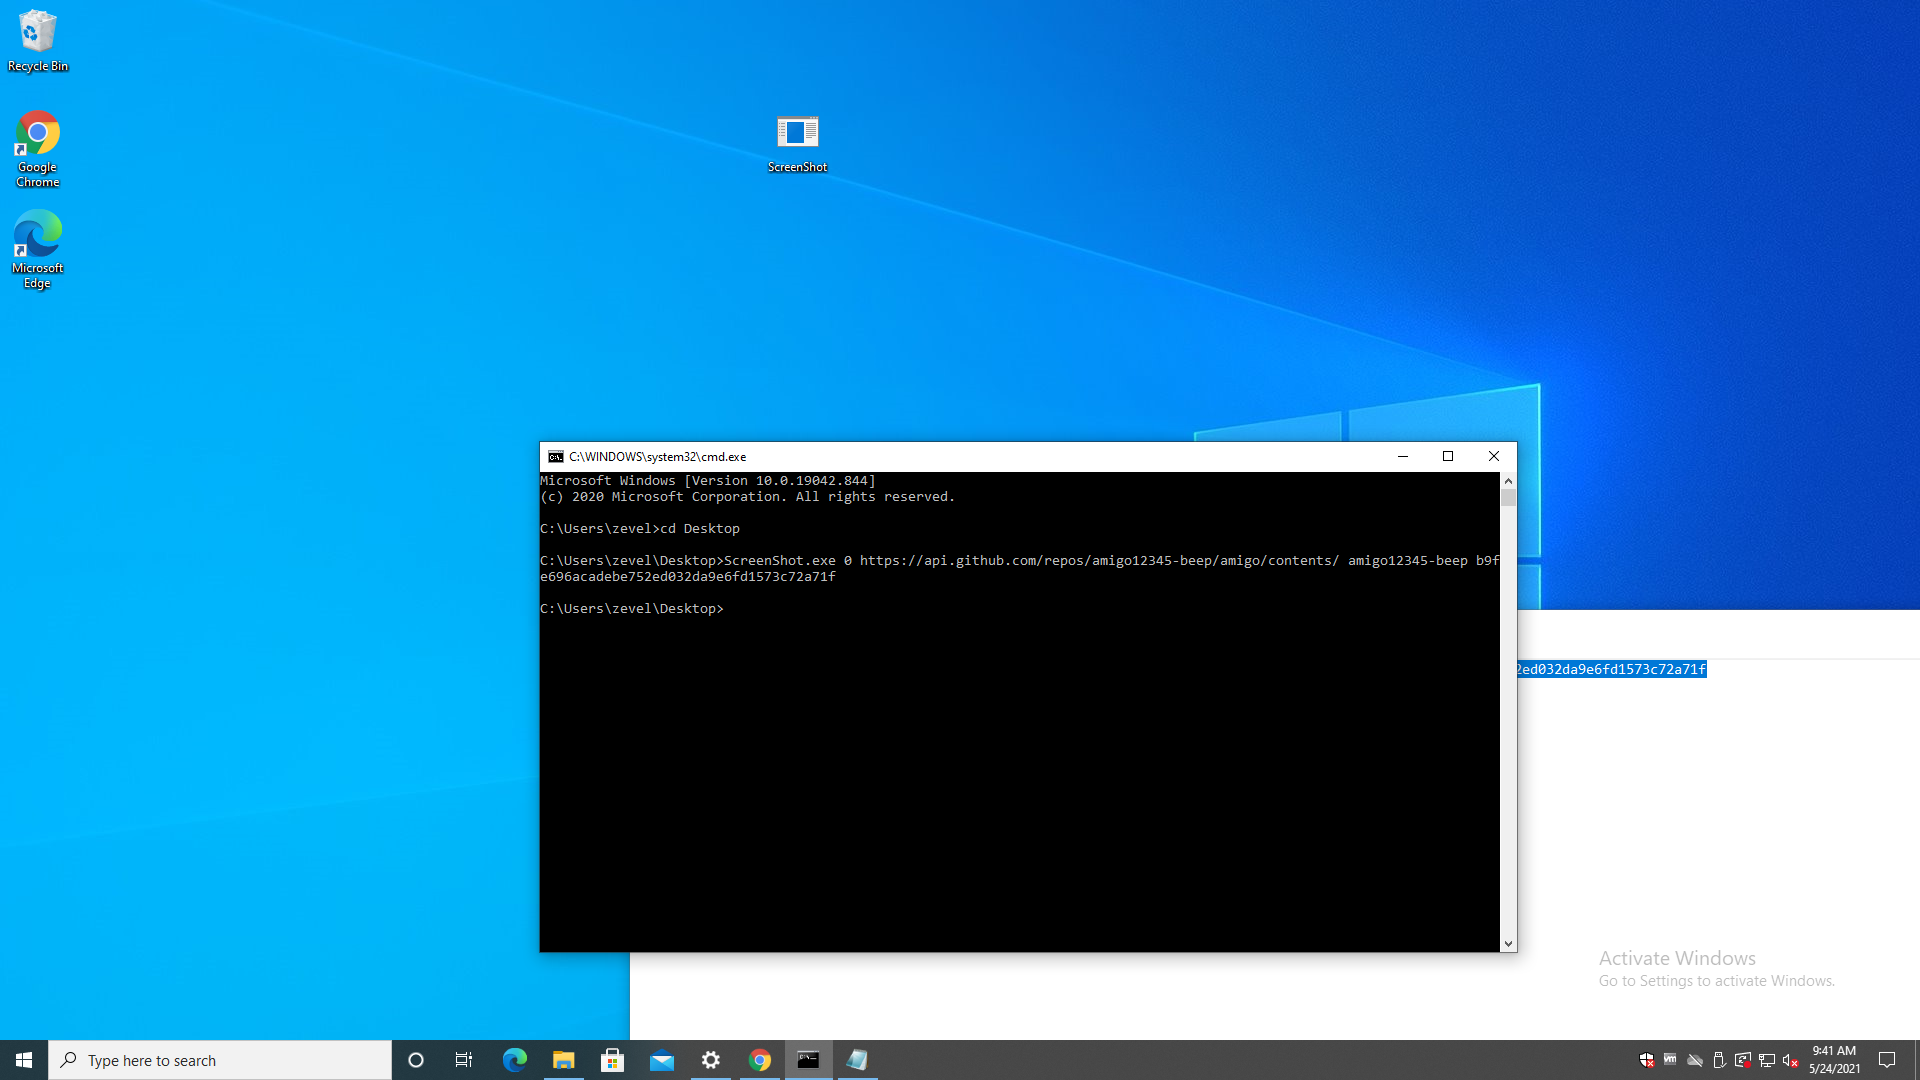 Recycle Bin
Google
Chrome
Microsoft
Edge
ScreenShot
C:\WINDOWS\system32\cmd.exe
Microsoft Windows [Version 10.0.19042.844]
(c) 2020 Microsoft Corporation. All rights reserved.
C:\Users\zevel>cd Desktop
C:\Users\zevel\Desktop>ScreenShot.exe 0 https://api.github.com/repos/amigo12345-beep/amigo/contents/ amigo12345-beep b9f
e696acadebe752ed032da9e6fd1573c72a71f
C:\Users\zevel\Desktop>
2ed032da9e6fd1573c72a71f
Activate Windows
Go to Settings to activate Windows.
Type here to search
9:41 AM
5/24/2021